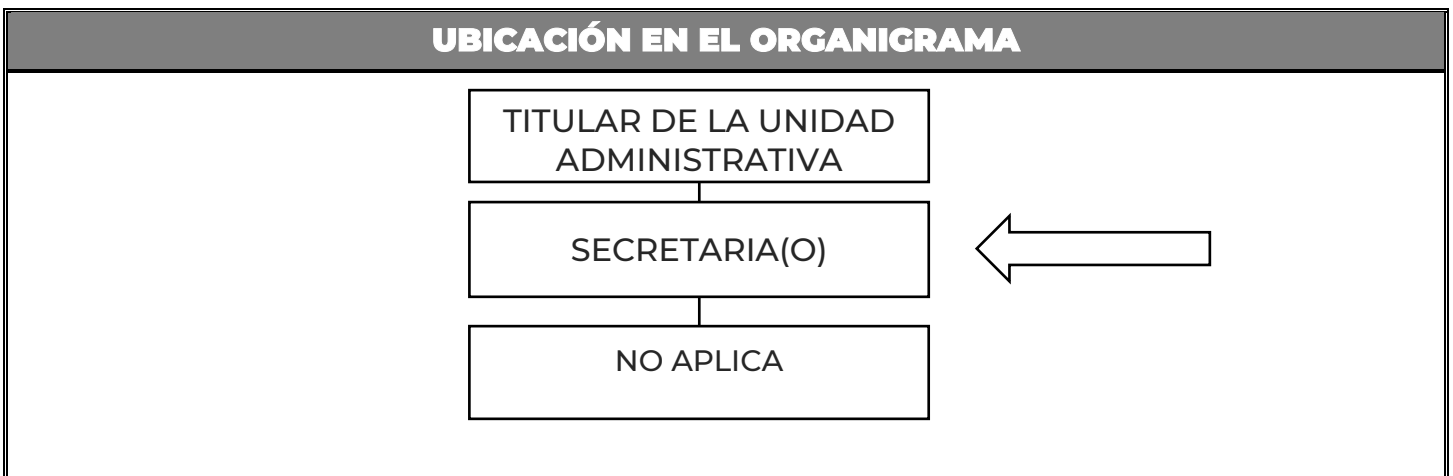 UBICACIÓN EN EL ORGANIGRAMA
TITULAR DE LA UNIDAD
ADMINISTRATIVA
SECRETARIA(O)
NO APLICA